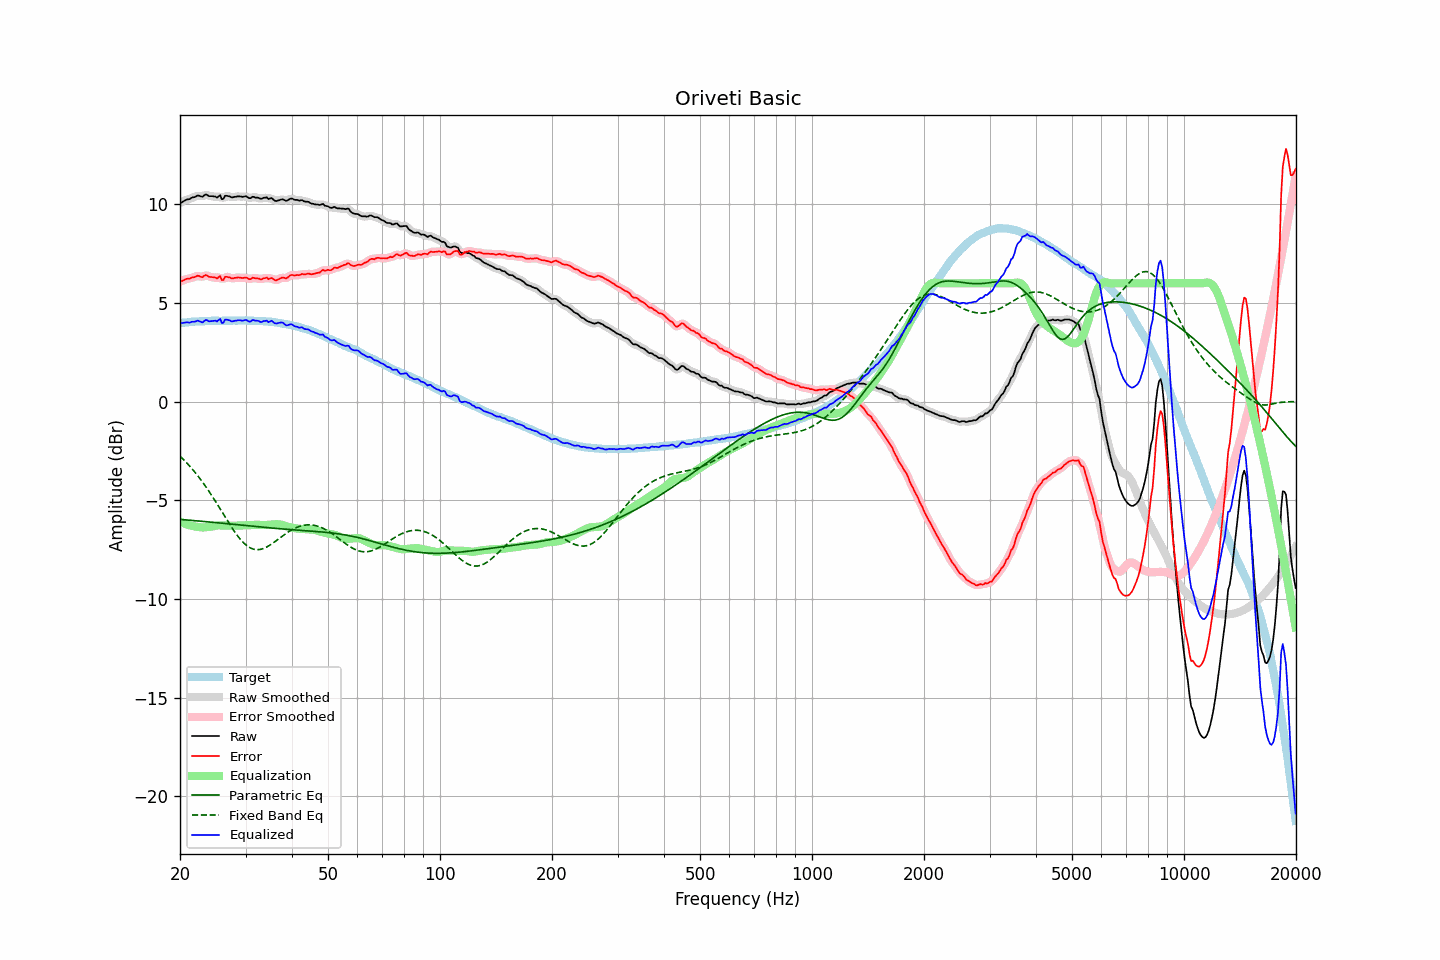 Oriveti Basic
Amplitude (dBr)
10
5
0
−5
−10
−15
−20
Target
Raw Smoothed
Error Smoothed
Raw
Error
Equalization
Parametric Eq
Fixed Band Eq
Equalized
20 50 100 200 500 1000 2000 5000 10000 20000
Frequency (Hz)